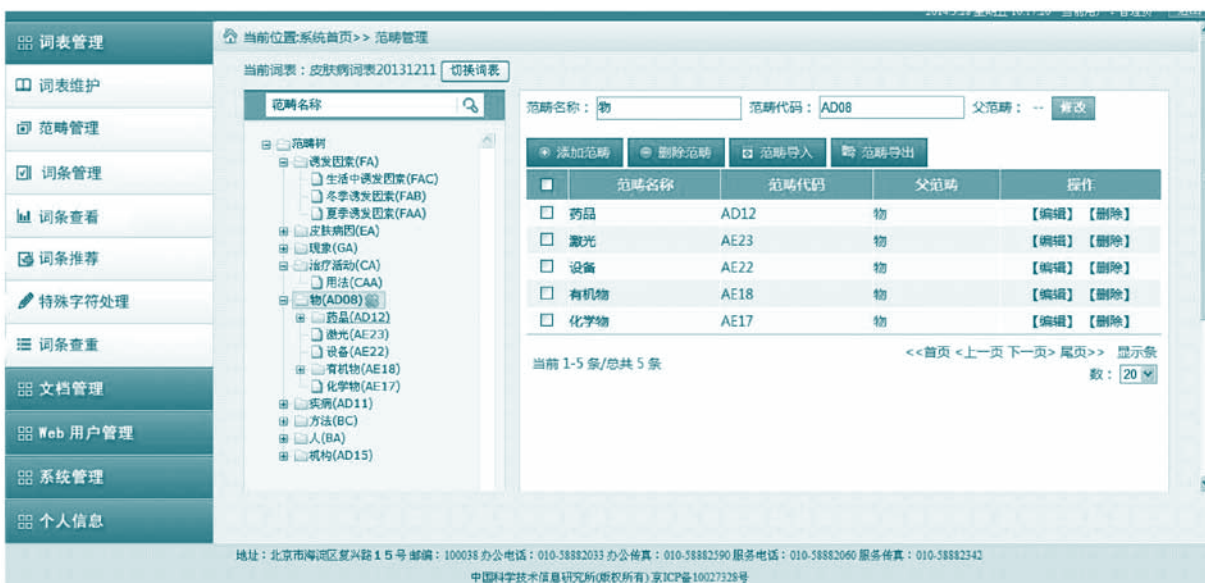 词表管理
词表维护
范畴管理
词条管理
词条查看
词条推荐
特殊字符处理
词条查重
文档管理
Web 用户管理
系统管理
个人信息
当前位置:系统首页>> 范畴管理
当前词表：皮肤病词表20131211 切换词表
范畴名称
范畴树
诱发因素(FA)
生活中诱发因素(FAC)
冬季诱发因素(FAB)
夏季诱发因素(FAA)
皮肤病因(EA)
现象(GA)
治疗活动(CA)
用法(CAA)
物(AD08)
药品(AD12)
激光(AE23)
设备(AE22)
有机物(AE18)
化学物(AE17)
疾病(AD11)
方法(BC)
人(BA)
机构(AD15)
范畴名称： 物 范畴代码： AD08 父范畴： -- 修改
添加范畴 删除范畴 范畴导入 范畴导出
范畴名称 范畴代码 父范畴 操作
药品 AD12 物 【编辑】 【删除】
激光 AE23 物 【编辑】 【删除】
设备 AE22 物 【编辑】 【删除】
有机物 AE18 物 【编辑】 【删除】
化学物 AE17 物 【编辑】 【删除】
当前 1-5 条/总共 5 条
<<首页 <上一页 下一页> 尾页>> 显示条
数： 20
地址：北京市海淀区复兴路１５号 邮编：100038 办公电话：010-58882033 办公传真：010-58882590 服务电话：010-58882060 服务传真：010-58882342
中国科学技术信息研究所(版权所有) 京ICP备10027328号